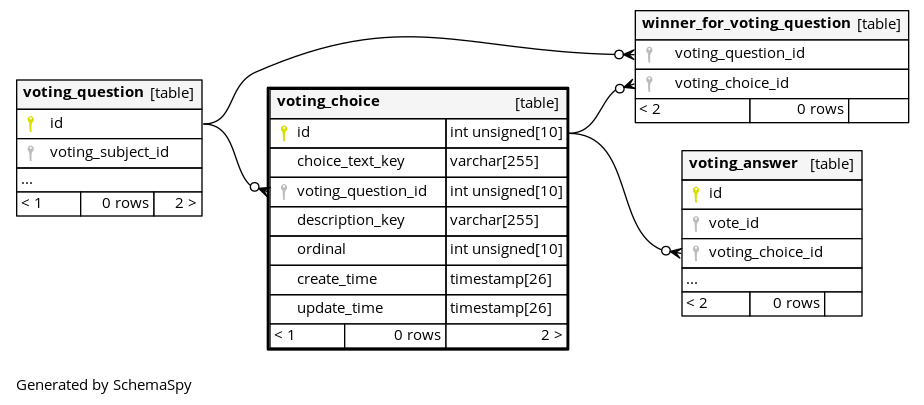 winner_for_voting_question [table]
voting_question_id
voting_choice_id
< 2 0 rows
voting_question [table]
id
voting_subject_id
...
< 1 0 rows 2 >
voting_choice [table]
id int unsigned[10]
choice_text_key varchar[255]
voting_question_id int unsigned[10]
description_key varchar[255]
ordinal int unsigned[10]
create_time timestamp[26]
update_time timestamp[26]
< 1 0 rows 2 >
voting_answer [table]
id
vote_id
voting_choice_id
...
< 2 0 rows
Generated by SchemaSpy